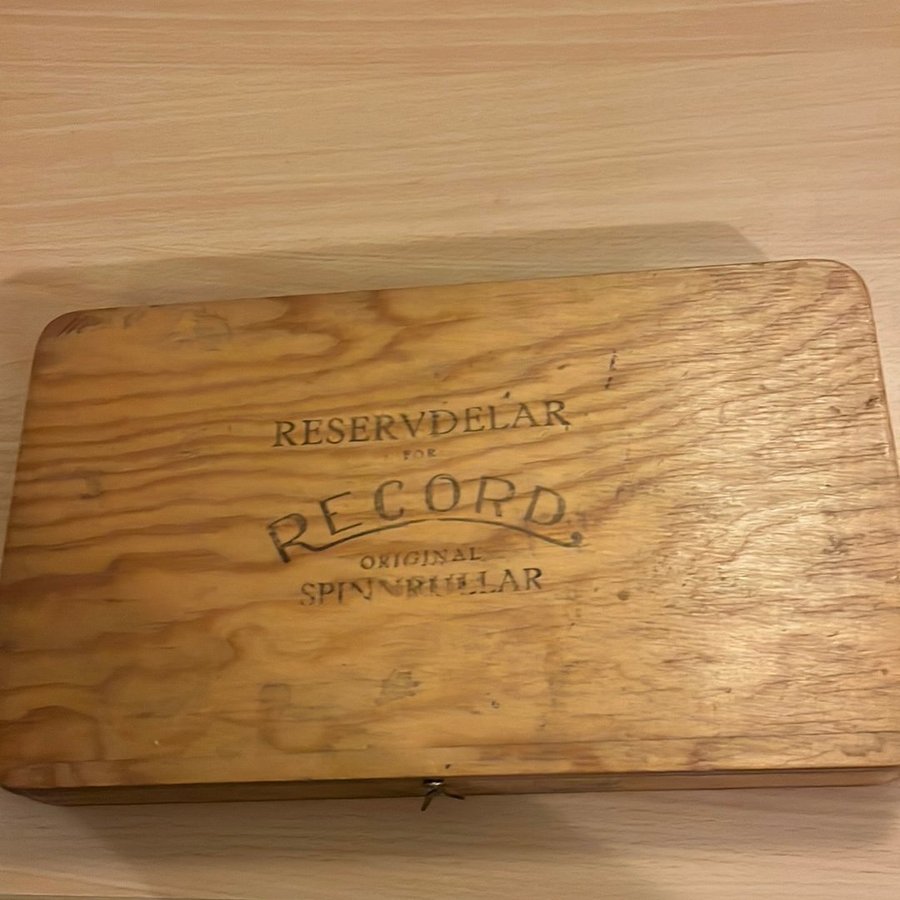 RESERVDELAR
FOR
RECORD
ORIGINAL
SPINNRULLAR